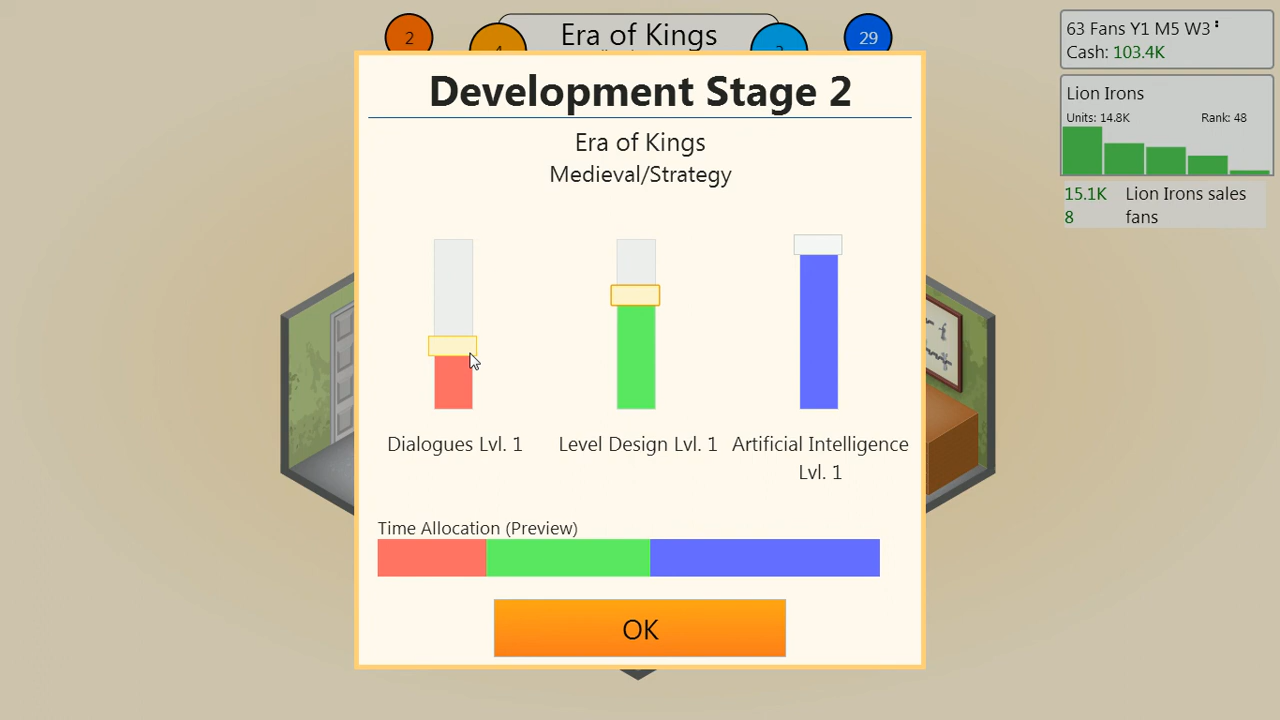 2
4
Era of Kings
2
29
63 Fans Y1 M5 W3
Cash: 103.4K
Lion Irons
Units: 14.8K Rank: 48
15.1K Lion Irons sales
8 fans
Development Stage 2
Era of Kings
Medieval/Strategy
Dialogues Lvl. 1
Level Design Lvl. 1
Artificial Intelligence
Lvl. 1
Time Allocation (Preview)
OK